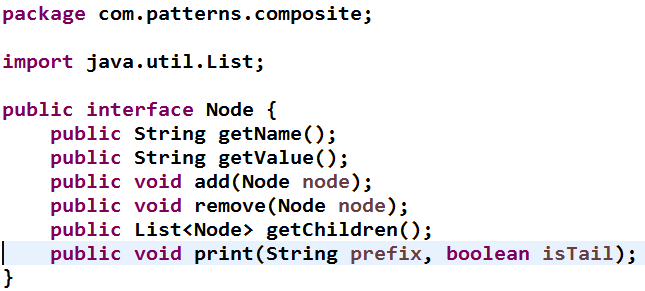 package com.patterns.composite;
import java.util.List;
public interface Node {
    public String getName();
    public String getValue();
    public void add(Node node);
    public void remove(Node node);
    public List<Node> getChildren();
    public void print(String prefix, boolean isTail);
}